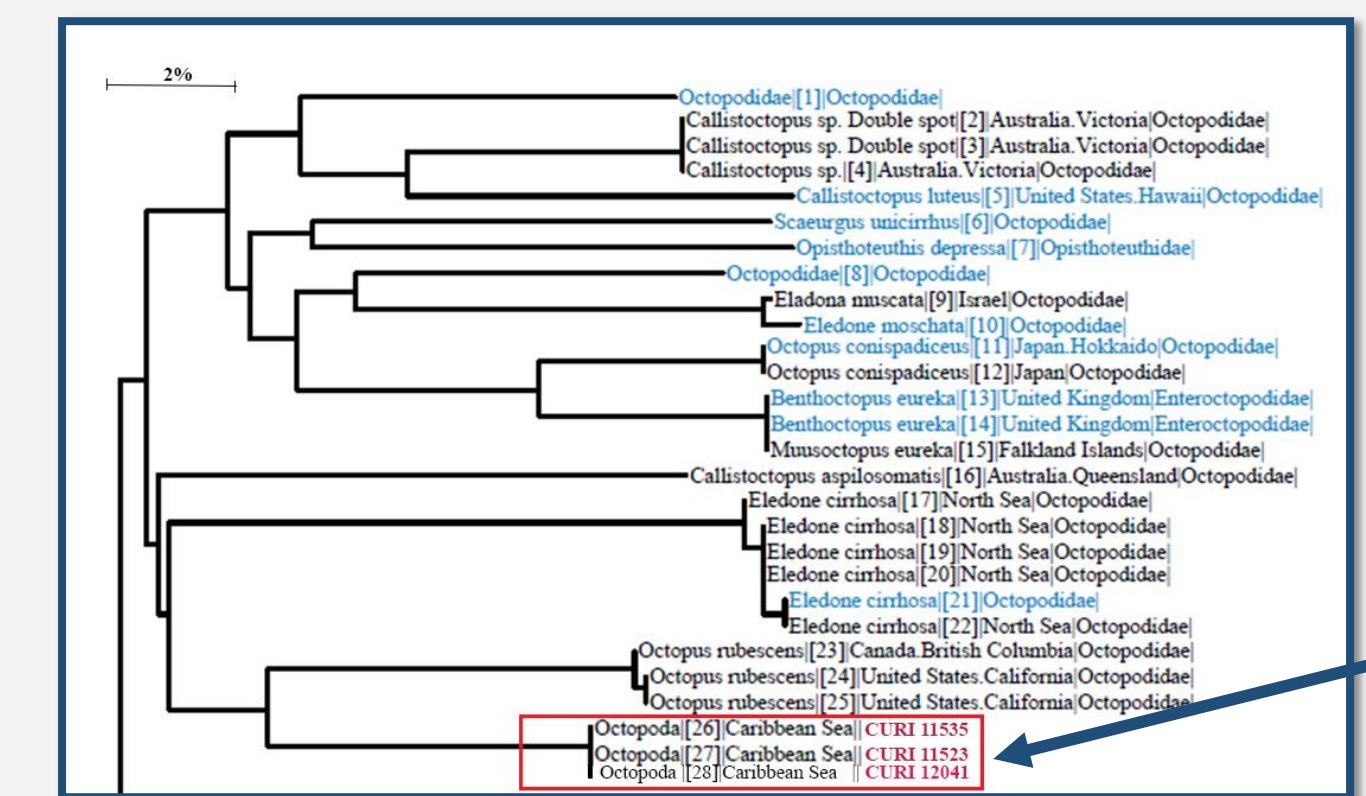 2%
Octopodidae|[1]|Octopodidae|
Callistoctopus sp. Double spot|[2]|Australia.Victoria|Octopodidae|
Callistoctopus sp. Double spot|[3]|Australia.Victoria|Octopodidae|
Callistoctopus sp.|[4]|Australia.Victoria|Octopodidae|
Callistoctopus luteus|[5]|United States.Hawaii|Octopodidae|
Scaeurgus unicirrhus|[6]|Octopodidae|
Opisthoteuthis depressa|[7]|Opisthoteuthidae|
Octopodidae|[8]|Octopodidae|
Eladona muscata|[9]|Israel|Octopodidae|
Eledone moschata|[10]|Octopodidae|
Octopus conispadiceus|[11]|Japan.Hokkaido|Octopodidae|
Octopus conispadiceus|[12]|Japan|Octopodidae|
Benthoctopus eureka|[13]|United Kingdom|Enteroctopodidae|
Benthoctopus eureka|[14]|United Kingdom|Enteroctopodidae|
Muusoctopus eureka|[15]|Falkland Islands|Octopodidae|
Callistoctopus aspilosomatis|[16]|Australia.Queensland|Octopodidae|
Eledone cirrhosa|[17]|North Sea|Octopodidae|
Eledone cirrhosa|[18]|North Sea|Octopodidae|
Eledone cirrhosa|[19]|North Sea|Octopodidae|
Eledone cirrhosa|[20]|North Sea|Octopodidae|
Eledone cirrhosa|[21]|Octopodidae|
Eledone cirrhosa|[22]|North Sea|Octopodidae|
Octopus rubescens|[23]|Canada.British Columbia|Octopodidae|
Octopus rubescens|[24]|United States.California|Octopodidae|
Octopus rubescens|[25]|United States.California|Octopodidae|
Octopoda|[26]|Caribbean Sea|| CURI 11535
Octopoda|[27]|Caribbean Sea|| CURI 11523
Octopoda |[28]|Caribbean Sea || CURI 12041